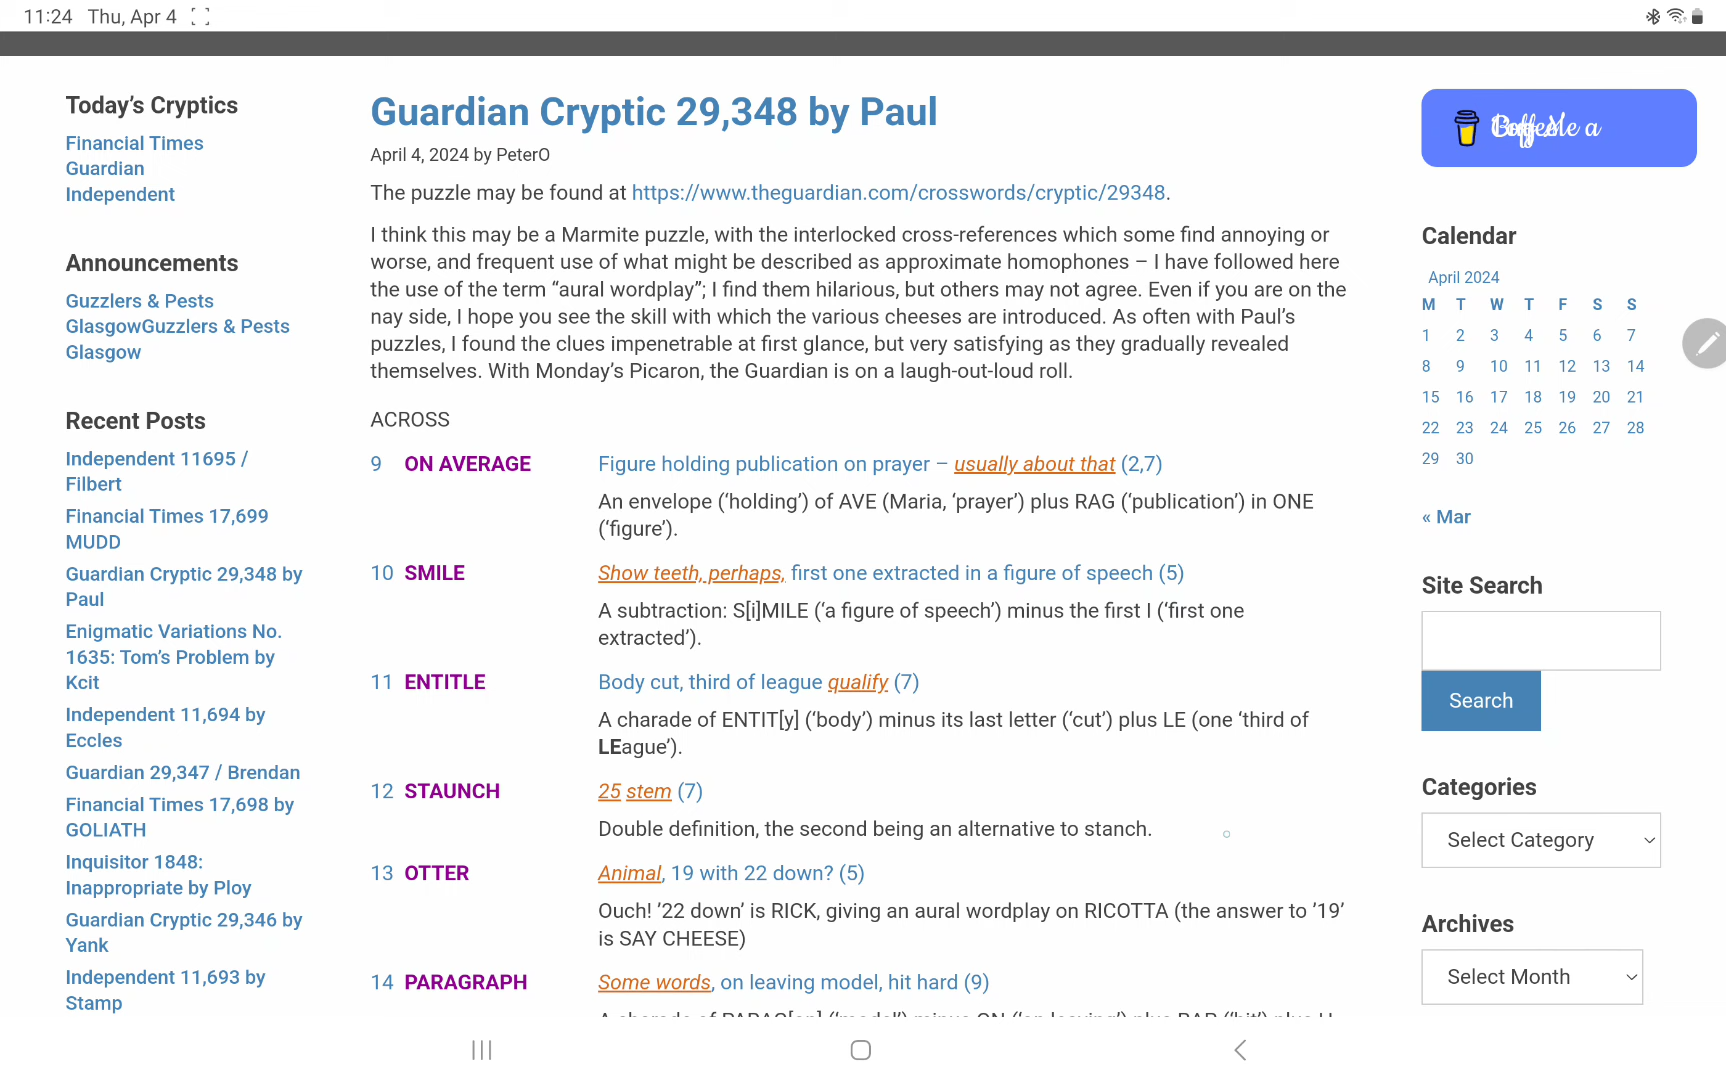 11:24 Thu, Apr 4
Today's Cryptics
Financial Times
Guardian
Independent
Announcements
Guzzlers & Pests
GlasgowGuzzlers & Pests
Glasgow
Recent Posts
Independent 11695 /
Filbert
Financial Times 17,699
MUDD
Guardian Cryptic 29,348 by
Paul
Enigmatic Variations No.
1635: Tom's Problem by
Kcit
Independent 11,694 by
Eccles
Guardian 29,347 / Brendan
Financial Times 17,698 by
GOLIATH
Inquisitor 1848:
Inappropriate by Ploy
Guardian Cryptic 29,346 by
Yank
Independent 11,693 by
Stamp
Guardian Cryptic 29,348 by Paul
April 4, 2024 by PeterO
The puzzle may be found at https://www.theguardian.com/crosswords/cryptic/29348.
I think this may be a Marmite puzzle, with the interlocked cross-references which some find annoying or
worse, and frequent use of what might be described as approximate homophones – I have followed here
the use of the term “aural wordplay”; I find them hilarious, but others may not agree. Even if you are on the
nay side, I hope you see the skill with which the various cheeses are introduced. As often with Paul's
puzzles, I found the clues impenetrable at first glance, but very satisfying as they gradually revealed
themselves. With Monday's Picaron, the Guardian is on a laugh-out-loud roll.
ACROSS
9 ON AVERAGE Figure holding publication on prayer – usually about that (2,7)
An envelope (‘holding’) of AVE (Maria, ‘prayer’) plus RAG (‘publication’) in ONE
(‘figure’).
10 SMILE Show teeth, perhaps, first one extracted in a figure of speech (5)
A subtraction: S[i]MILE (‘a figure of speech’) minus the first I (‘first one
extracted’).
11 ENTITLE Body cut, third of league qualify (7)
A charade of ENTIT[y] (‘body’) minus its last letter (‘cut’) plus LE (one ‘third of
LEague’).
12 STAUNCH 25 stem (7)
Double definition, the second being an alternative to stanch.
13 OTTER Animal, 19 with 22 down? (5)
Ouch! ’22 down’ is RICK, giving an aural wordplay on RICOTTA (the answer to ’19’
is SAY CHEESE)
14 PARAGRAPH Some words, on leaving model, hit hard (9)
Calendar
April 2024
M T W T F S S
1 2 3 4 5 6 7
8 9 10 11 12 13 14
15 16 17 18 19 20 21
22 23 24 25 26 27 28
29 30
« Mar
Site Search
Search
Categories
Select Category
Archives
Select Month